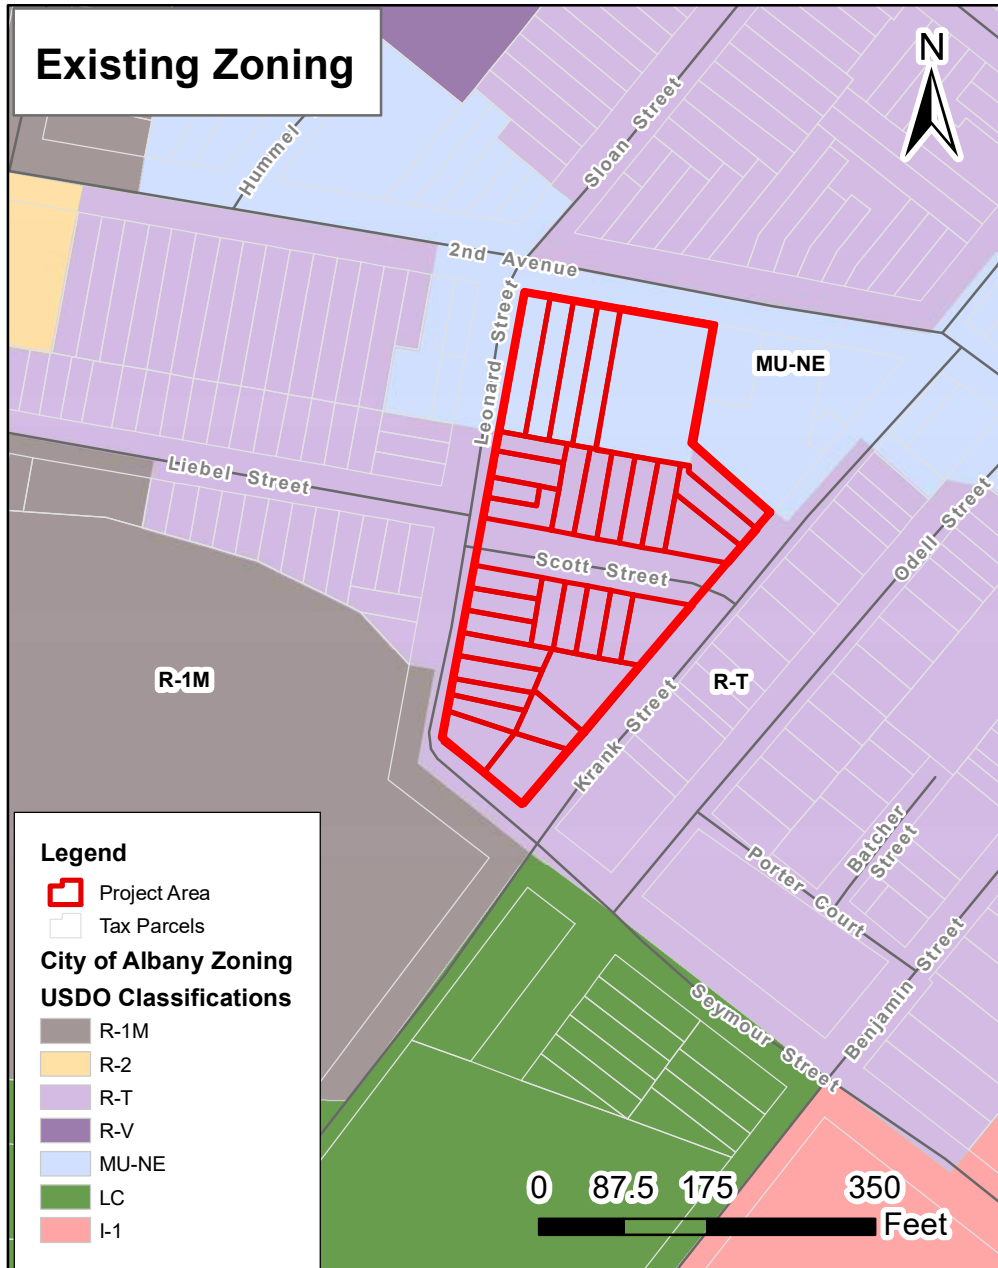 Existing Zoning
N
Hummel
Sloan Street
2nd Avenue
Leonard Street
MU-NE
Liebel Street
Odell Street
Scott Street
R-1M
R-T
Krank Street
Batcher
Street
Porter Court
Benjamin Street
Seymour Street
Legend
Project Area
Tax Parcels
City of Albany Zoning
USDO Classifications
R-1M
R-2
R-T
R-V
MU-NE
LC
I-1
0 87.5 175 350
Feet